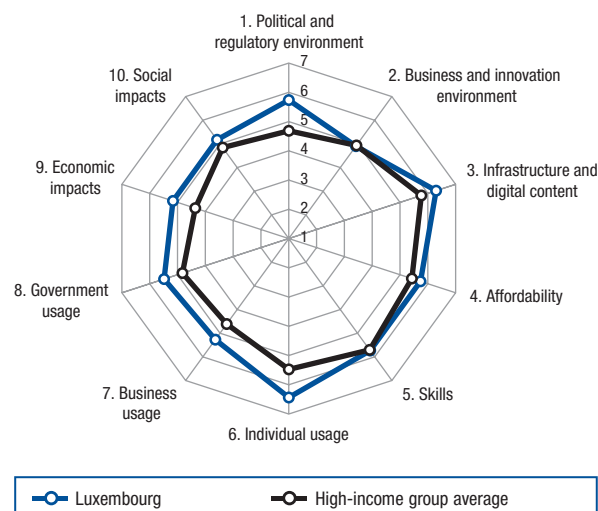 1. Political and
regulatory environment
7
10. Social
impacts
6
2. Business and innovation
environment
5
4
9. Economic
impacts
3
3. Infrastructure and
digital content
2
1
8. Government
usage
4. Affordability
7. Business
usage
5. Skills
6. Individual usage
Luxembourg
High-income group average